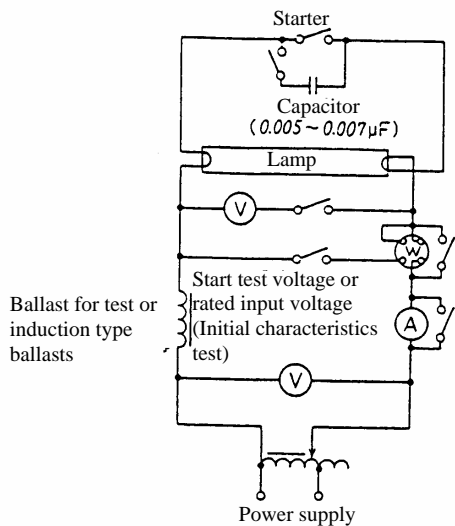 Starter
Capacitor
(0.005~0.007μF)
Lamp
V
W
Start test voltage or
rated input voltage
(Initial characteristics
test)
Ballast for test or
induction type
ballasts
A
V
Power supply